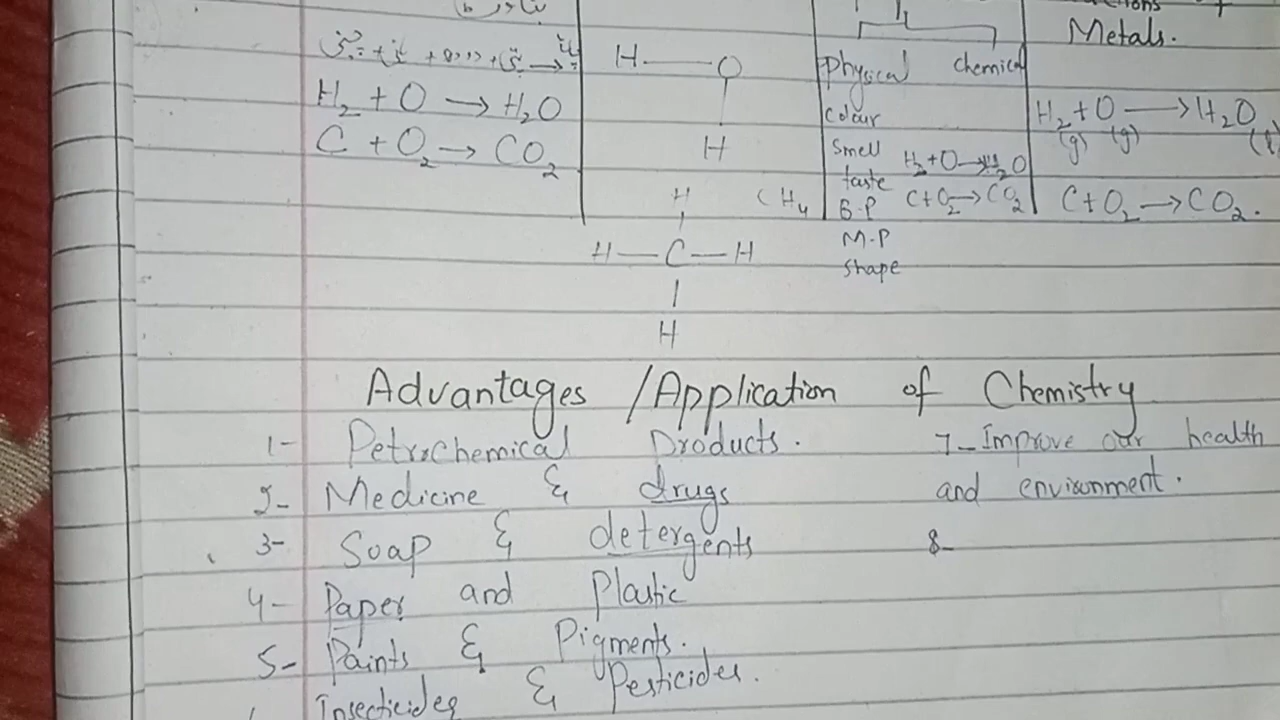 Metals.
H₂ + O → H₂O
C + O₂ → CO₂
H — O
H
H
CH₄
H — C — H
H
Physical chemical
colour
Smell
taste
B.P
M.P
shape
H₂ + O → H₂O
C + O₂ → CO₂
H₂ + O → H₂O
(g) (g) (l)
C + O₂ → CO₂.
Advantages / Application of Chemistry
1- Petrochemical Products.
2- Medicine & drugs
3- Soap & detergents
4- Paper and Plastic
5- Paints & Pigments.
Insecticides & Pesticides.
7- Improve our health
and environment.
8-